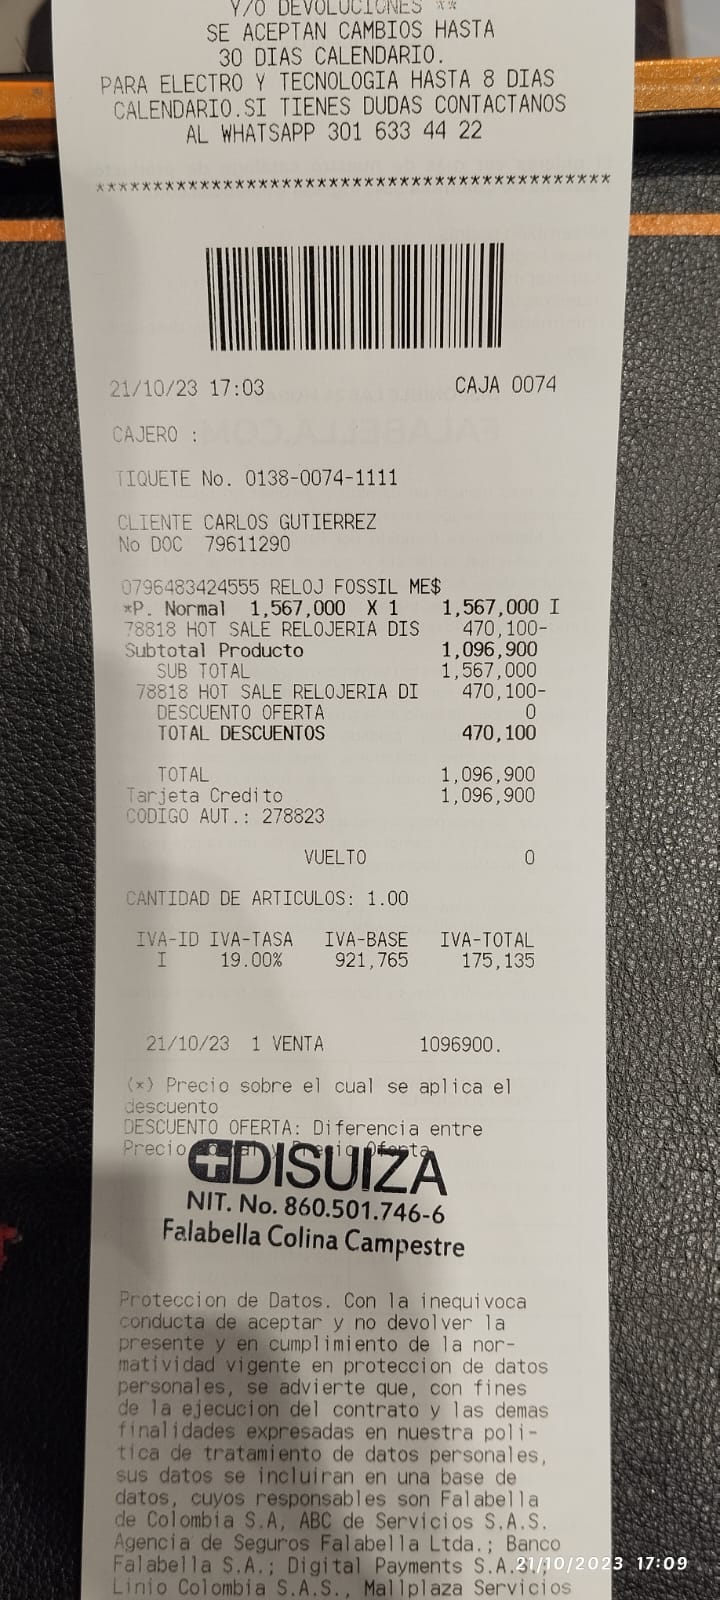 Y/O DEVOLUCIONES **
SE ACEPTAN CAMBIOS HASTA
30 DIAS CALENDARIO.
PARA ELECTRO Y TECNOLOGIA HASTA 8 DIAS
CALENDARIO.SI TIENES DUDAS CONTACTANOS
AL WHATSAPP 301 633 44 22
*********************************************
21/10/23 17:03 CAJA 0074
CAJERO :
TIQUETE No. 0138-0074-1111
CLIENTE CARLOS GUTIERREZ
No DOC 79611290
0796483424555 RELOJ FOSSIL ME$
*P. Normal 1,567,000 X 1 1,567,000 I
78818 HOT SALE RELOJERIA DIS 470,100-
Subtotal Producto 1,096,900
SUB TOTAL 1,567,000
78818 HOT SALE RELOJERIA DI 470,100-
DESCUENTO OFERTA 0
TOTAL DESCUENTOS 470,100
TOTAL 1,096,900
Tarjeta Credito 1,096,900
CODIGO AUT.: 278823
VUELTO 0
CANTIDAD DE ARTICULOS: 1.00
IVA-ID IVA-TASA IVA-BASE IVA-TOTAL
I 19.00% 921,765 175,135
21/10/23 1 VENTA 1096900.
(*) Precio sobre el cual se aplica el
descuento
DESCUENTO OFERTA: Diferencia entre
Precio y Precio Oferta
DISUIZA
NIT. No. 860.501.746-6
Falabella Colina Campestre
Proteccion de Datos. Con la inequivoca
conducta de aceptar y no devolver la
presente y en cumplimiento de la nor-
matividad vigente en proteccion de datos
personales, se advierte que, con fines
de la ejecucion del contrato y las demas
finalidades expresadas en nuestra poli-
tica de tratamiento de datos personales,
sus datos se incluiran en una base de
datos, cuyos responsables son Falabella
de Colombia S.A, ABC de Servicios S.A.S.
Agencia de Seguros Falabella Ltda.; Banco
Falabella S.A.; Digital Payments S.A.S.;
Linio Colombia S.A.S., Mallplaza Servicios
21/10/2023 17:09